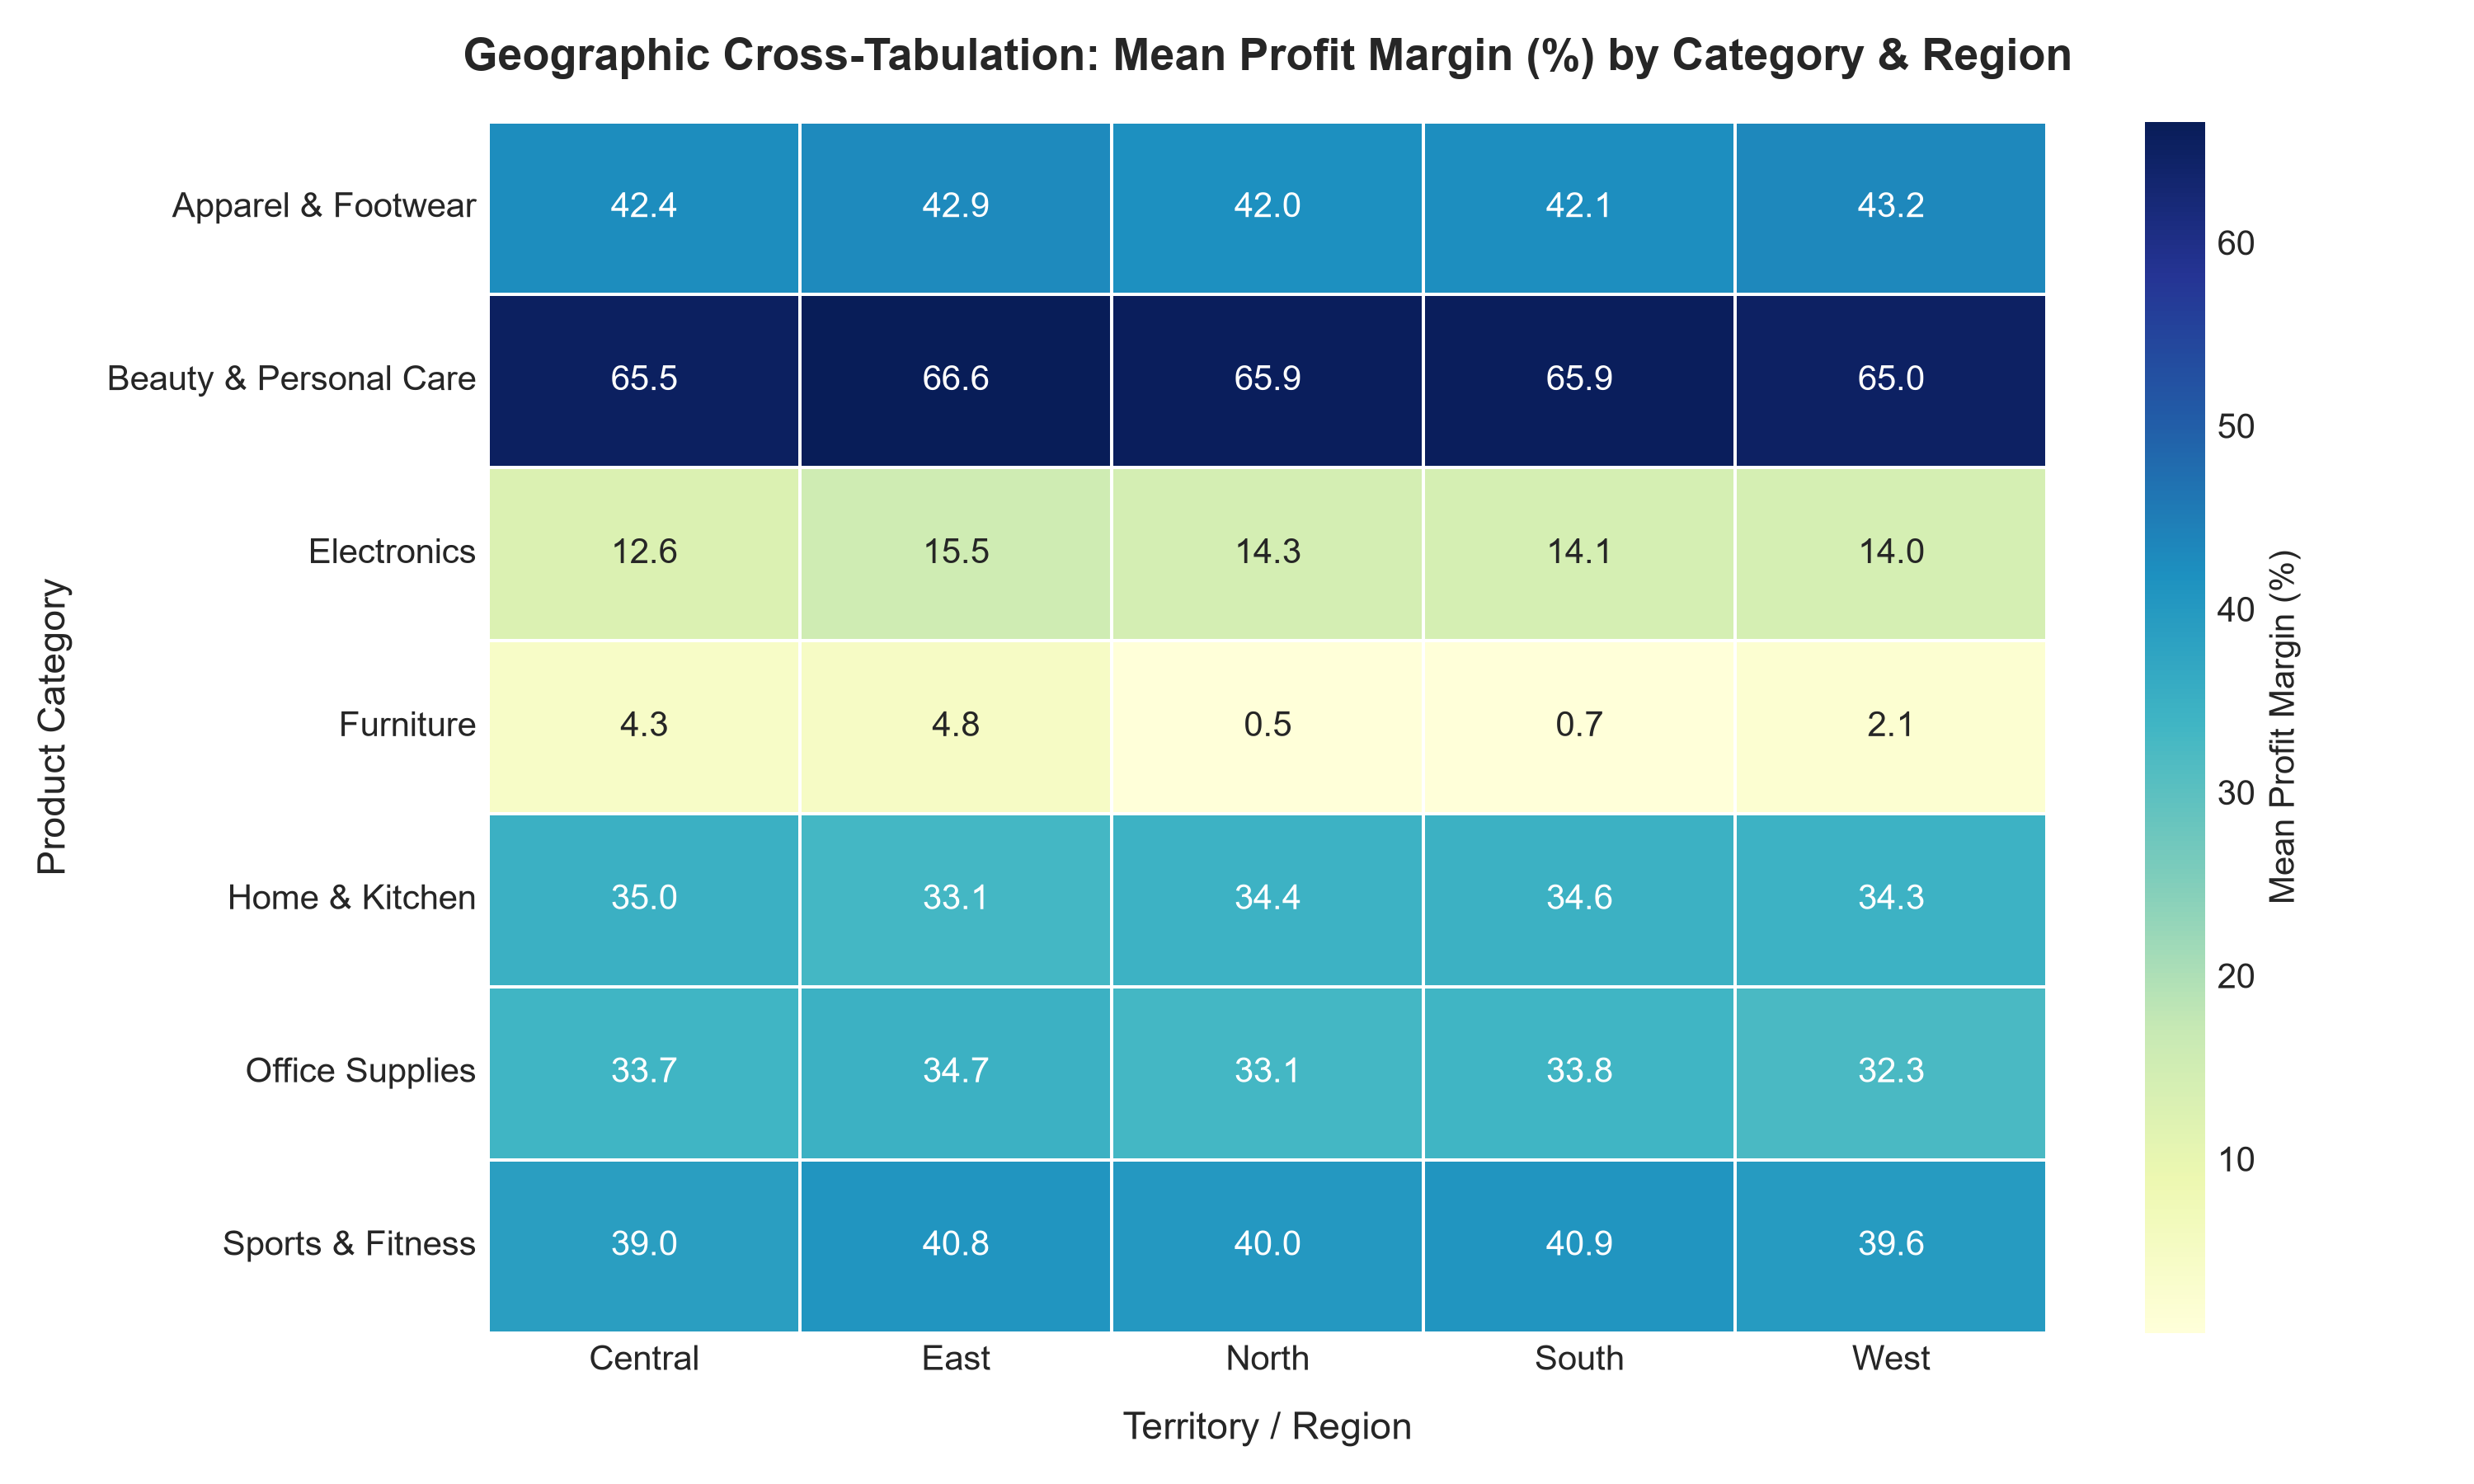 Geographic Cross-Tabulation: Mean Profit Margin (%) by Category & Region
Product Category
Apparel & Footwear 42.4 42.9 42.0 42.1 43.2
Beauty & Personal Care 65.5 66.6 65.9 65.9 65.0
Electronics 12.6 15.5 14.3 14.1 14.0
Furniture 4.3 4.8 0.5 0.7 2.1
Home & Kitchen 35.0 33.1 34.4 34.6 34.3
Office Supplies 33.7 34.7 33.1 33.8 32.3
Sports & Fitness 39.0 40.8 40.0 40.9 39.6
Central East North South West
Territory / Region
60
50
40
30
20
10
Mean Profit Margin (%)